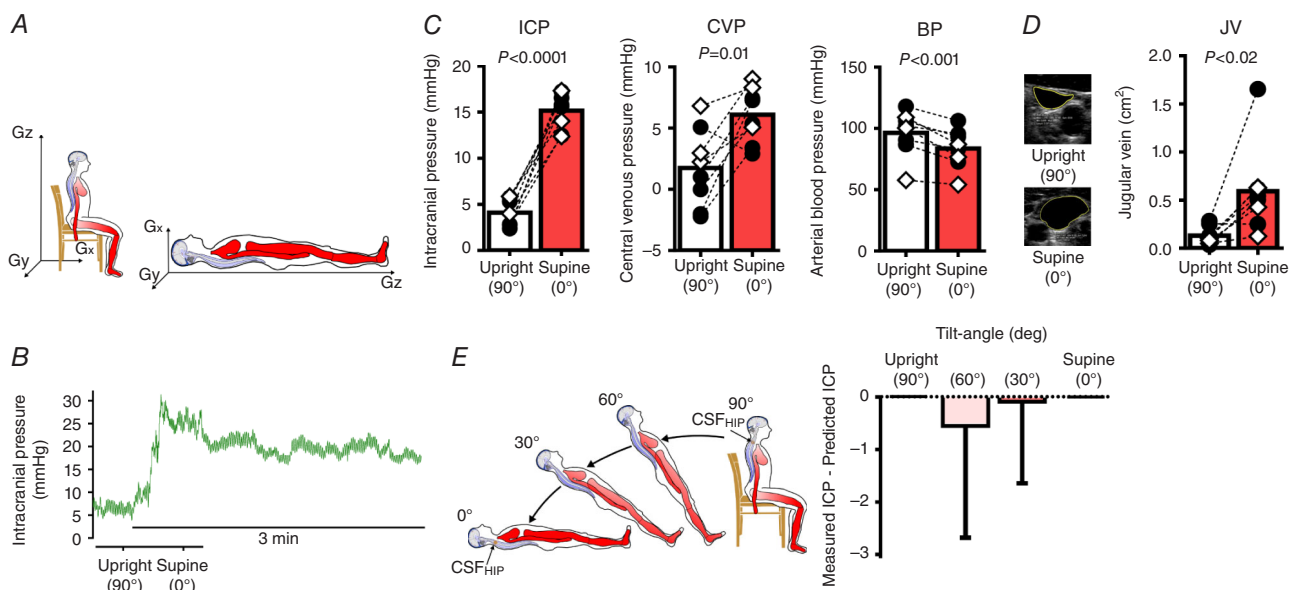 A
Gz
Gx
Gy
Gx
Gy
Gz
B
Intracranial pressure
(mmHg)
30
25
20
15
10
5
0
3 min
Upright
(90°)
Supine
(0°)
C
ICP
P<0.0001
Intracranial pressure (mmHg)
20
15
10
5
0
Upright
(90°)
Supine
(0°)
CVP
P=0.01
Central venous pressure (mmHg)
10
5
0
−5
Upright
(90°)
Supine
(0°)
BP
P<0.001
Arterial blood pressure (mmHg)
150
100
50
0
Upright
(90°)
Supine
(0°)
D
Upright
(90°)
Supine
(0°)
JV
P<0.02
Jugular vein (cm²)
2.0
1.5
1.0
0.5
0.0
Upright
(90°)
Supine
(0°)
E
0°
30°
60°
90°
CSF_HIP
CSF_HIP
Tilt-angle (deg)
Upright
(90°)
(60°)
(30°)
Supine
(0°)
Measured ICP - Predicted ICP
0
−1
−2
−3